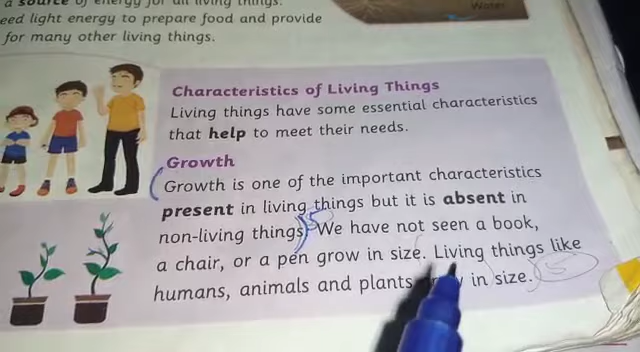 a source of energy for all living things.
eed light energy to prepare food and provide
for many other living things.
Water
Characteristics of Living Things
Living things have some essential characteristics
that help to meet their needs.
Growth
Growth is one of the important characteristics
present in living things but it is absent in
non-living things. We have not seen a book,
a chair, or a pen grow in size. Living things like
humans, animals and plants in size.